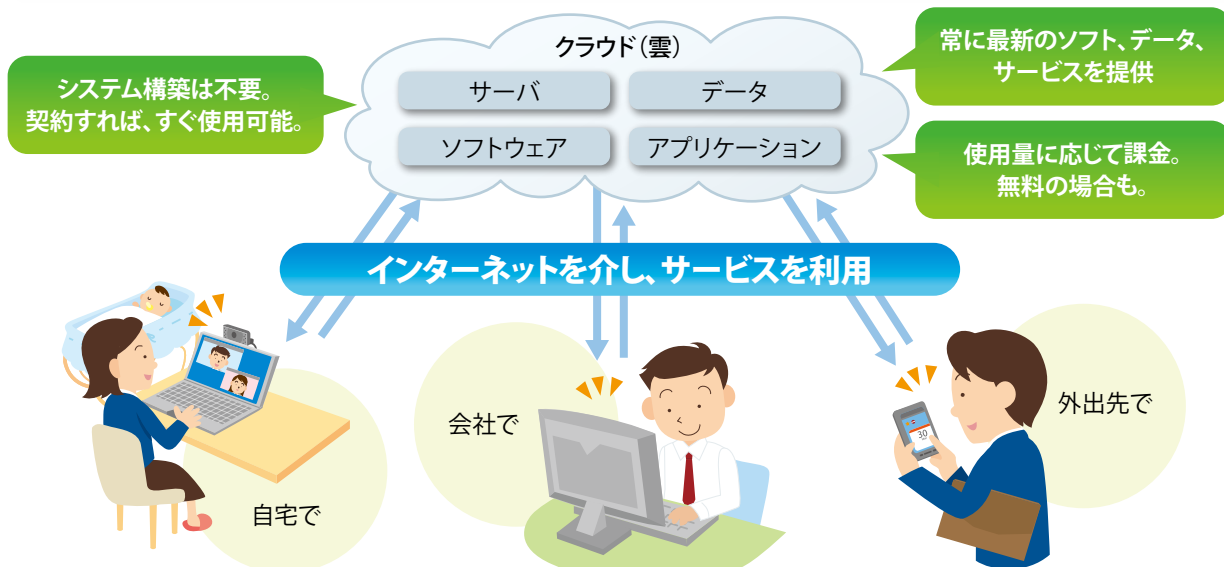 クラウド（雲）
サーバ
データ
ソフトウェア
アプリケーション
システム構築は不要。
契約すれば、すぐ使用可能。
常に最新のソフト、データ、
サービスを提供
使用量に応じて課金。
無料の場合も。
インターネットを介し、サービスを利用
自宅で
会社で
外出先で
30